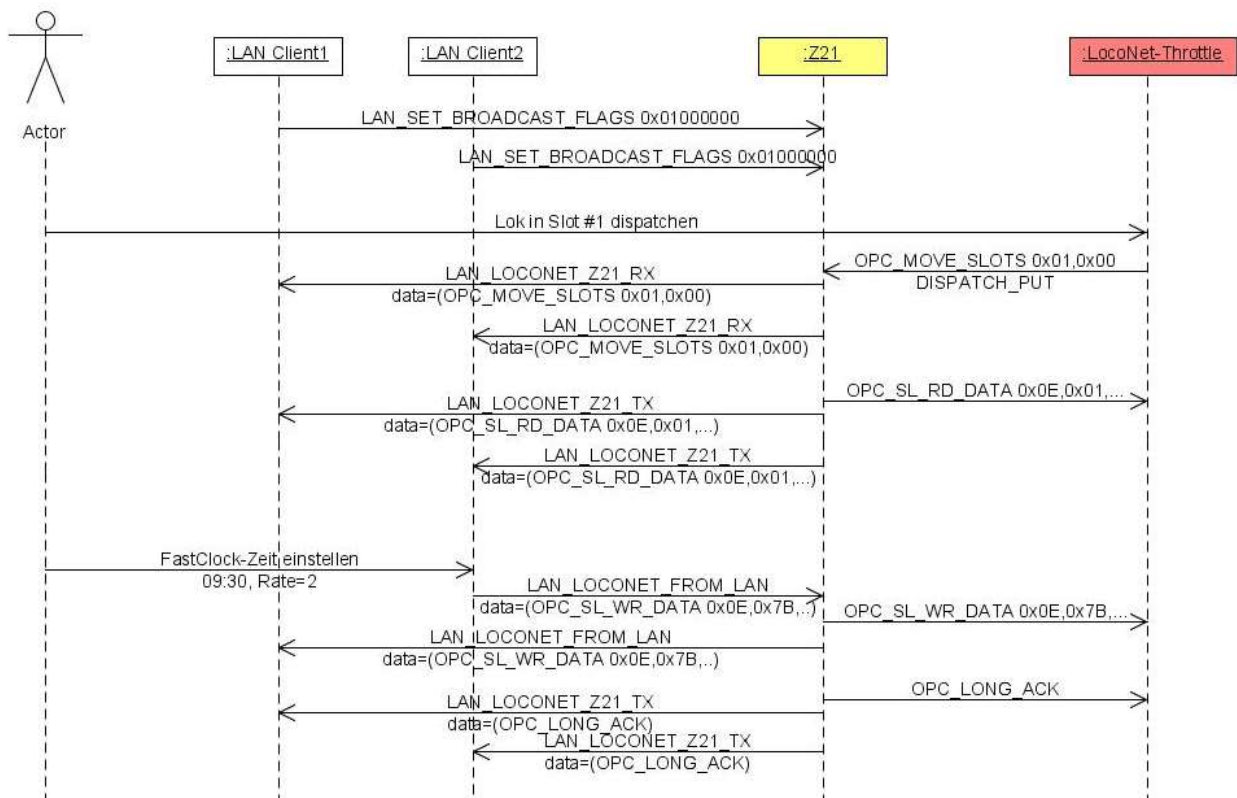 :LAN Client1
:LAN Client2
:Z21
:LocoNet-Throttle
Actor
LAN_SET_BROADCAST_FLAGS 0x01000000
LAN_SET_BROADCAST_FLAGS 0x01000000
Lok in Slot #1 dispatchen
OPC_MOVE_SLOTS 0x01,0x00
DISPATCH_PUT
LAN_LOCONET_Z21_RX
data=(OPC_MOVE_SLOTS 0x01,0x00)
LAN_LOCONET_Z21_RX
data=(OPC_MOVE_SLOTS 0x01,0x00)
OPC_SL_RD_DATA 0x0E,0x01,...
LAN_LOCONET_Z21_TX
data=(OPC_SL_RD_DATA 0x0E,0x01,...)
LAN_LOCONET_Z21_TX
data=(OPC_SL_RD_DATA 0x0E,0x01,...)
FastClock-Zeit einstellen
09:30, Rate=2
LAN_LOCONET_FROM_LAN
data=(OPC_SL_WR_DATA 0x0E,0x7B,..)
OPC_SL_WR_DATA 0x0E,0x7B,...
LAN_LOCONET_FROM_LAN
data=(OPC_SL_WR_DATA 0x0E,0x7B,..)
OPC_LONG_ACK
LAN_LOCONET_Z21_TX
data=(OPC_LONG_ACK)
LAN_LOCONET_Z21_TX
data=(OPC_LONG_ACK)